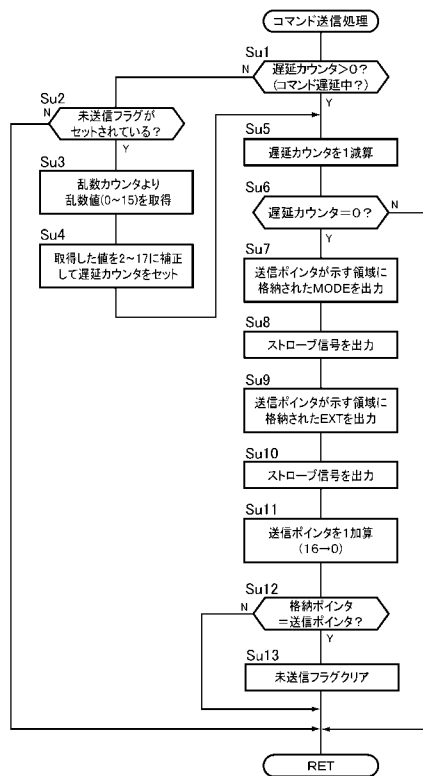 コマンド送信処理
Su1
遅延カウンタ>0?
(コマンド遅延中?)
N
Y
Su2
N
未送信フラグが
セットされている?
Y
Su3
乱数カウンタより
乱数値(0~15)を取得
Su4
取得した値を2~17に補正
して遅延カウンタをセット
Su5
遅延カウンタを1減算
Su6
遅延カウンタ=0?
N
Y
Su7
送信ポインタが示す領域に
格納されたMODEを出力
Su8
ストローブ信号を出力
Su9
送信ポインタが示す領域に
格納されたEXTを出力
Su10
ストローブ信号を出力
Su11
送信ポインタを1加算
(16→0)
Su12
N
格納ポインタ
=送信ポインタ?
Y
Su13
未送信フラグクリア
RET